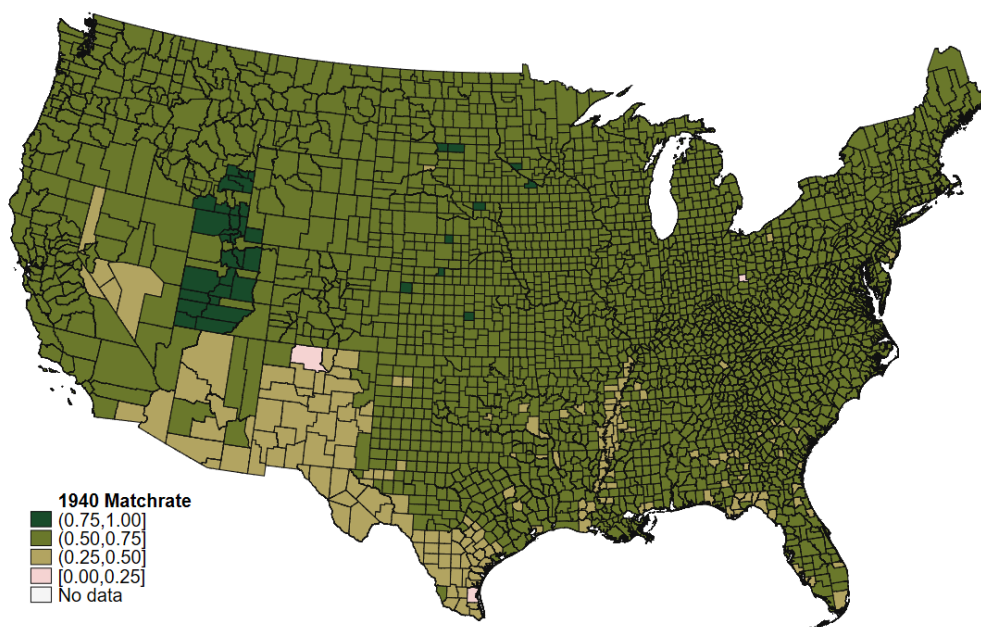 1940 Matchrate
(0.75,1.00]
(0.50,0.75]
(0.25,0.50]
[0.00,0.25]
No data